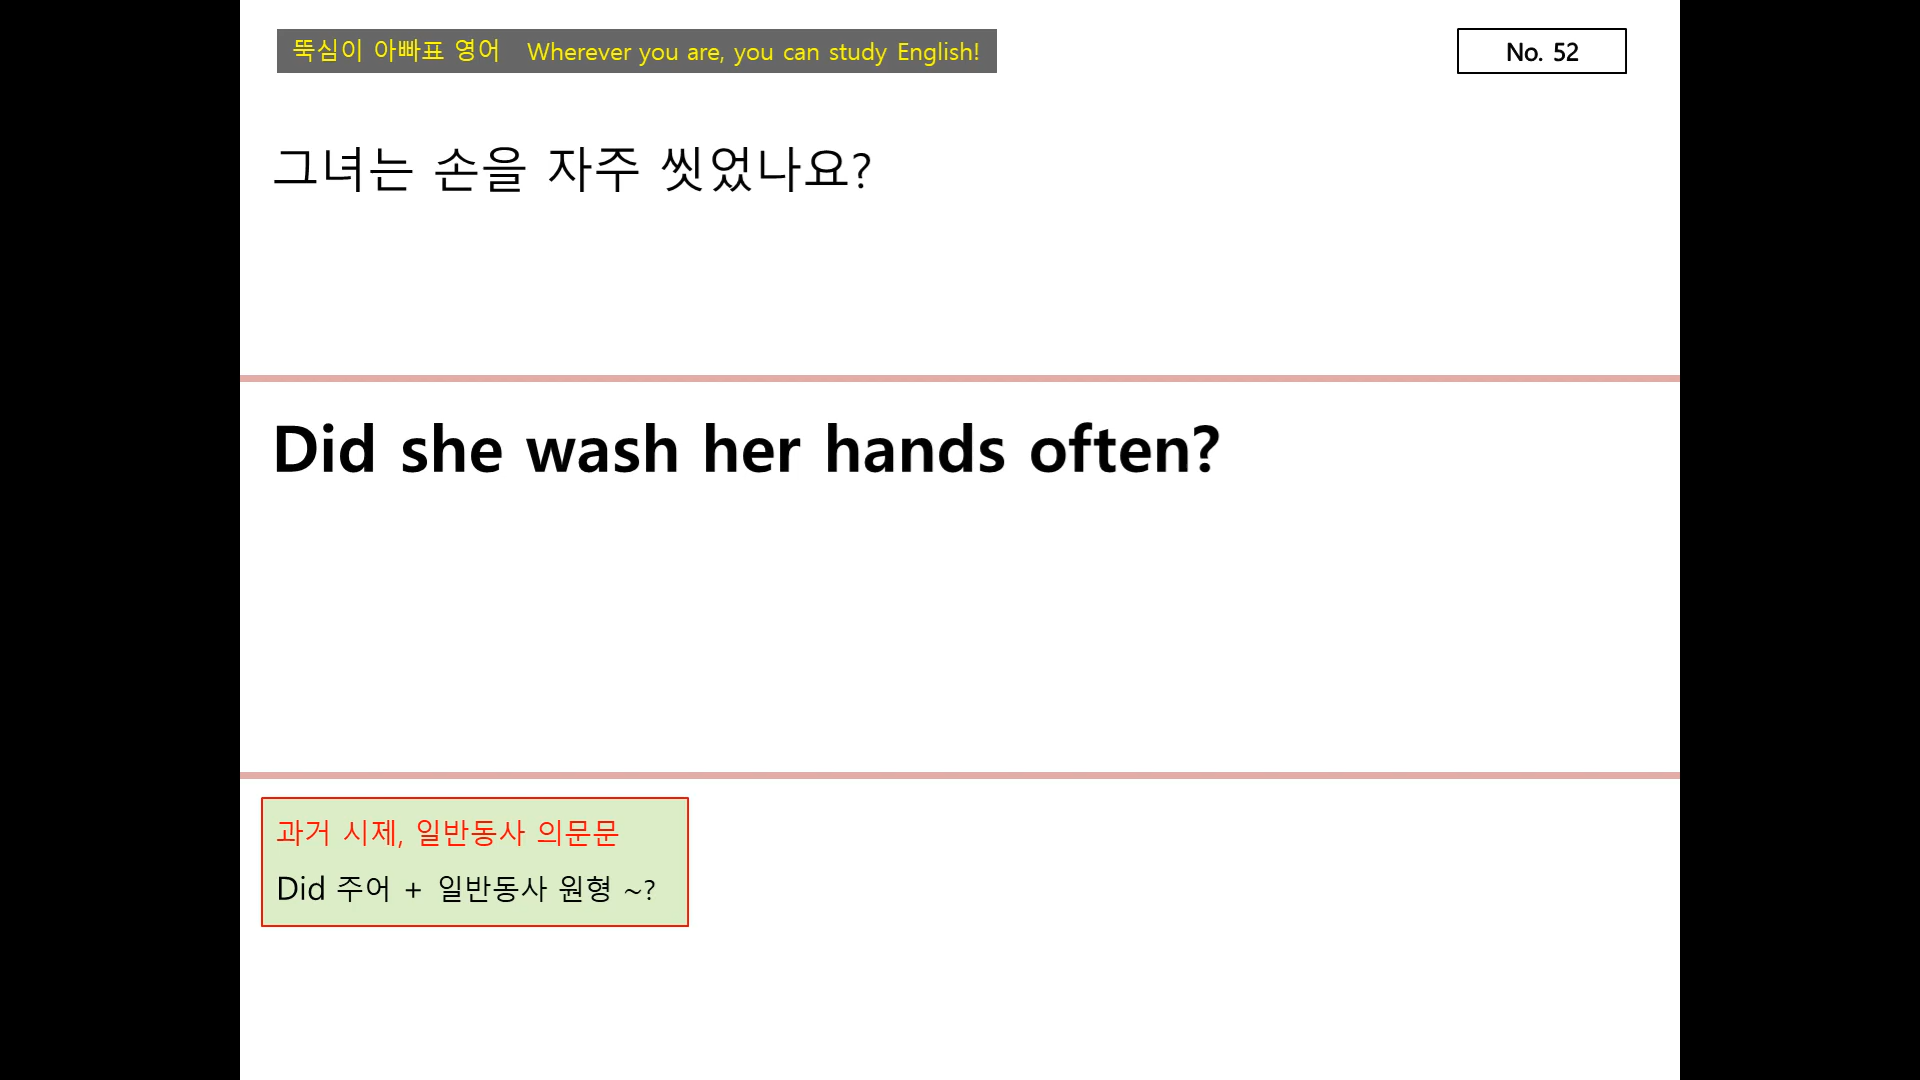 뚝심이 아빠표 영어 Wherever you are, you can study English!
No. 52
그녀는 손을 자주 씻었나요?
Did she wash her hands often?
과거 시제, 일반동사 의문문
Did 주어 + 일반동사 원형 ~?